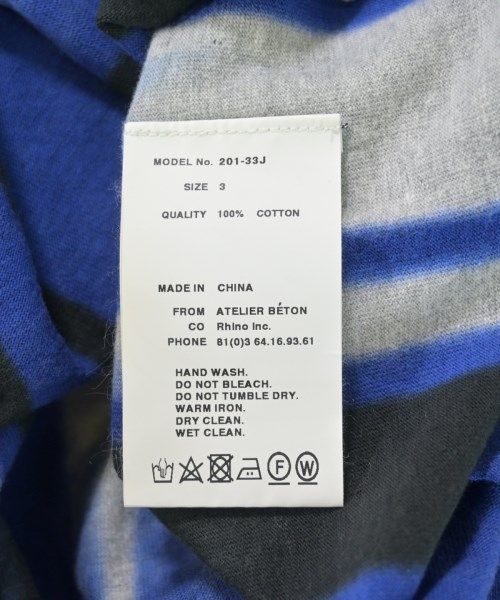 MODEL No. 201-33J
SIZE 3
QUALITY 100% COTTON
MADE IN CHINA
FROM ATELIER BÉTON
CO Rhino Inc.
PHONE 81(0)3 64.16.93.61
HAND WASH.
DO NOT BLEACH.
DO NOT TUMBLE DRY.
WARM IRON.
DRY CLEAN.
WET CLEAN.
F W